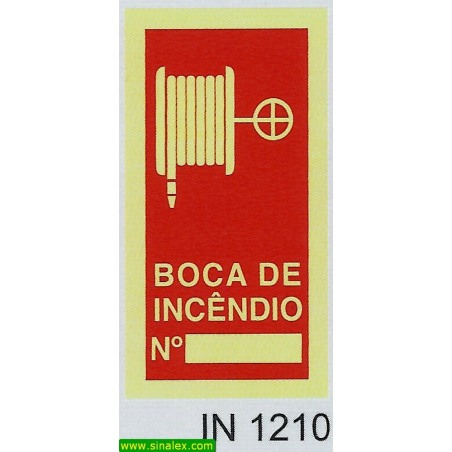 BOCA DE
INCÊNDIO
Nº
IN 1210
www.sinalex.com